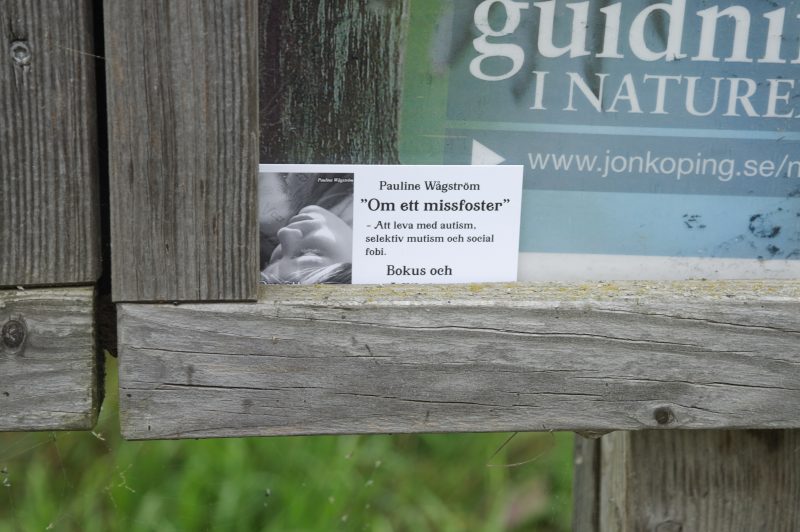 guidni
I NATURE
www.jonkoping.se/n
Pauline Wågström
Pauline Wågström
"Om ett missfoster"
- Att leva med autism,
selektiv mutism och social
fobi.
Bokus och